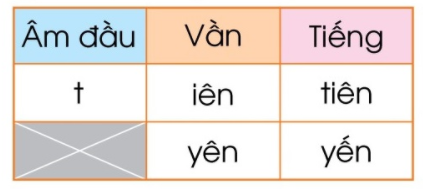 Âm đầu Vần Tiếng
t iên tiên
yên yến